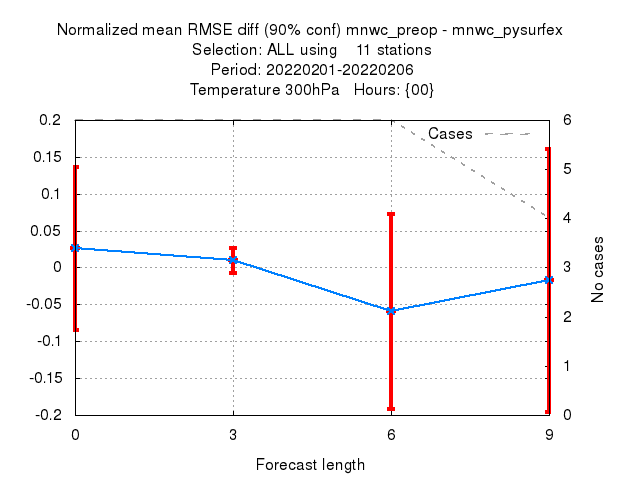 Normalized mean RMSE diff (90% conf) mnwc_preop - mnwc_pysurfex
Selection: ALL using    11 stations
Period: 20220201-20220206
Temperature 300hPa   Hours: {00}
Cases
0.2
0.15
0.1
0.05
0
-0.05
-0.1
-0.15
-0.2
6
5
4
3
2
1
0
No cases
0 3 6 9
Forecast length